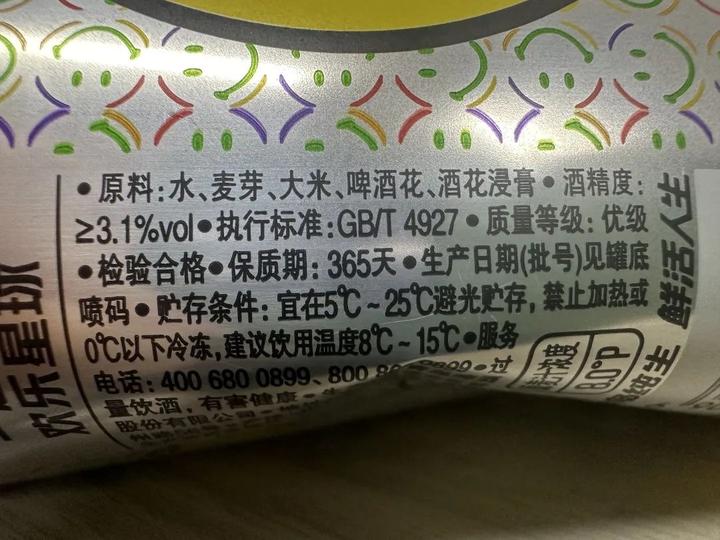 •原料:水、麦芽、大米、啤酒花、酒花浸膏•酒精度:
≥3.1%vol•执行标准:GB/T 4927•质量等级:优级
•检验合格•保质期:365天•生产日期(批号)见罐底
喷码•贮存条件:宜在5℃~25℃避光贮存,禁止加热或
0℃以下冷冻,建议饮用温度8℃~15℃•服务
电话:400 680 0899、800 8 0899•过
量饮酒,有害健康•
股份有限公司•
欢乐星球
8.0°P